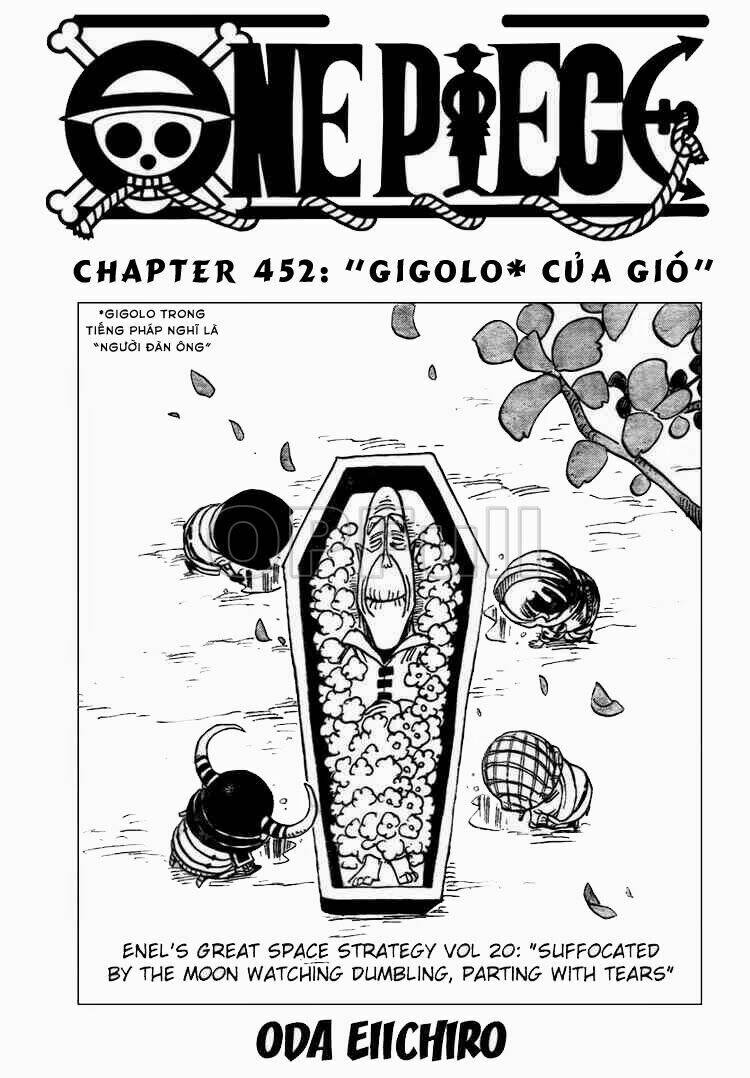 ONE PIECE
CHAPTER 452: "GIGOLO* CỦA GIÓ"
*GIGOLO TRONG
TIẾNG PHÁP NGHĨ LÀ
"NGƯỜI ĐÀN ÔNG"
ENEL'S GREAT SPACE STRATEGY VOL 20: "SUFFOCATED
BY THE MOON WATCHING DUMBLING, PARTING WITH TEARS"
ODA EIICHIRO